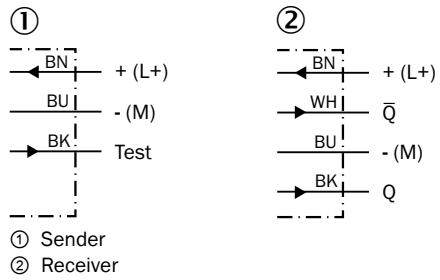 ① ②
BN + (L+)
BU - (M)
BK Test
BN + (L+)
WH Q̅
BU - (M)
BK Q
① Sender
② Receiver